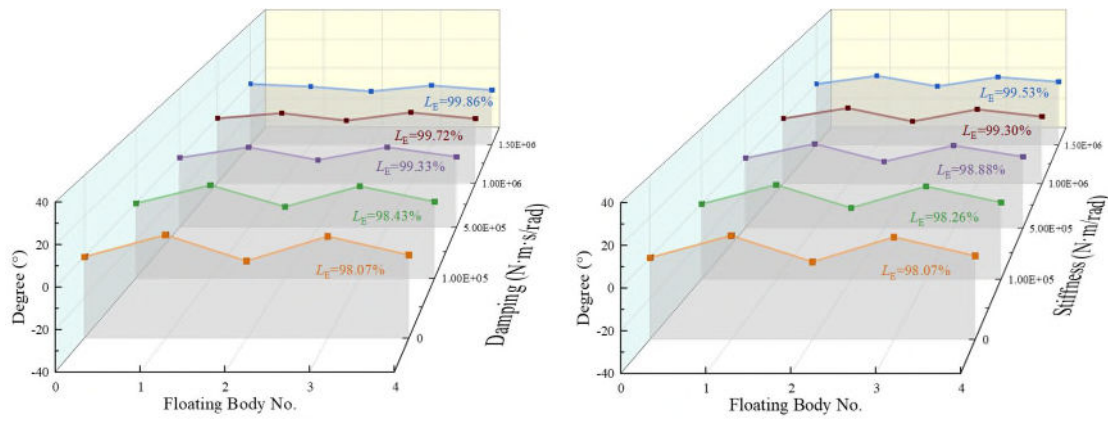 L_E=99.86%
L_E=99.72%
L_E=99.33%
L_E=98.43%
L_E=98.07%
40
20
0
-20
-40
Degree (°)
0
1
2
3
4
Floating Body No.
0
1.00E+05
5.00E+05
1.00E+06
1.50E+06
Damping (N·m·s/rad)
L_E=99.53%
L_E=99.30%
L_E=98.88%
L_E=98.26%
L_E=98.07%
40
20
0
-20
-40
Degree (°)
0
1
2
3
4
Floating Body No.
0
1.00E+05
5.00E+05
1.00E+06
1.50E+06
Stiffness (N·m/rad)